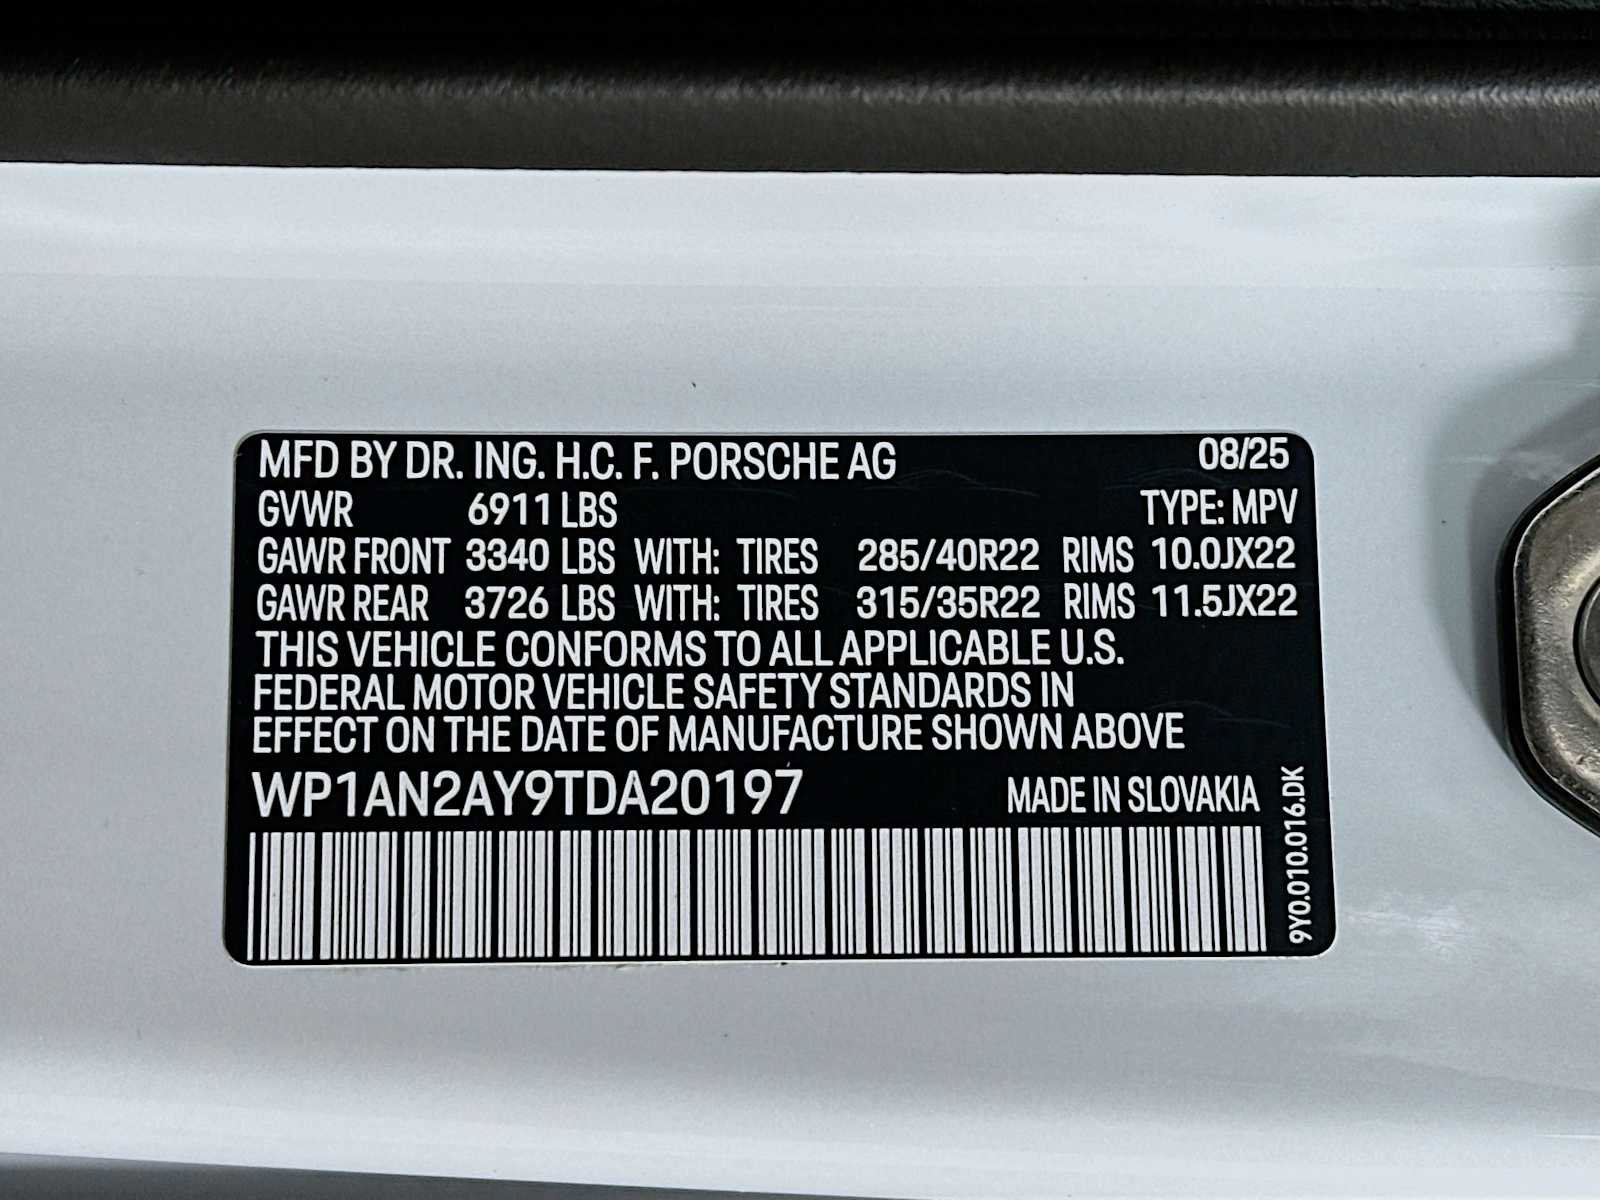 MFD BY DR. ING. H.C. F. PORSCHE AG 08/25
GVWR 6911 LBS TYPE: MPV
GAWR FRONT 3340 LBS WITH: TIRES 285/40R22 RIMS 10.0JX22
GAWR REAR 3726 LBS WITH: TIRES 315/35R22 RIMS 11.5JX22
THIS VEHICLE CONFORMS TO ALL APPLICABLE U.S.
FEDERAL MOTOR VEHICLE SAFETY STANDARDS IN
EFFECT ON THE DATE OF MANUFACTURE SHOWN ABOVE
WP1AN2AY9TDA20197 MADE IN SLOVAKIA
9Y0.010.016.DK